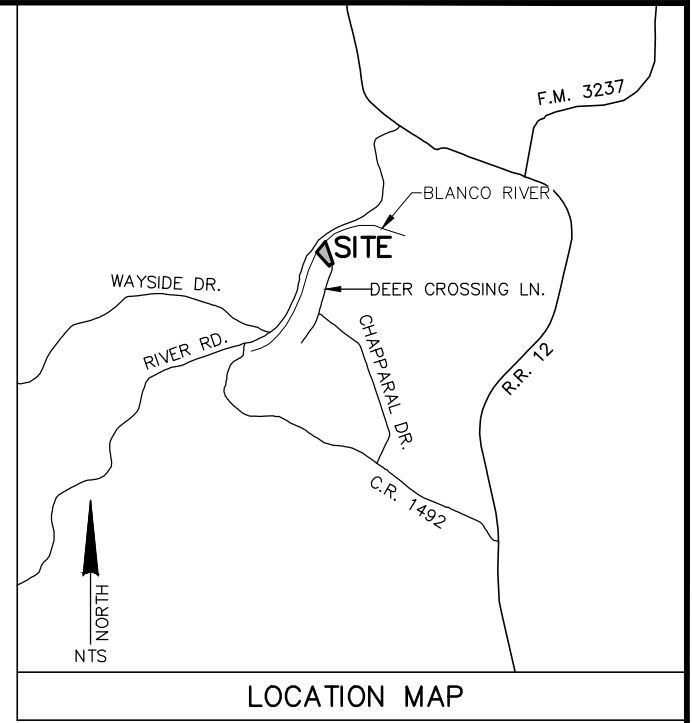 F.M. 3237
BLANCO RIVER
SITE
WAYSIDE DR.
DEER CROSSING LN.
RIVER RD.
CHAPPARAL DR.
R.R. 12
C.R. 1492
NORTH
NTS
LOCATION MAP